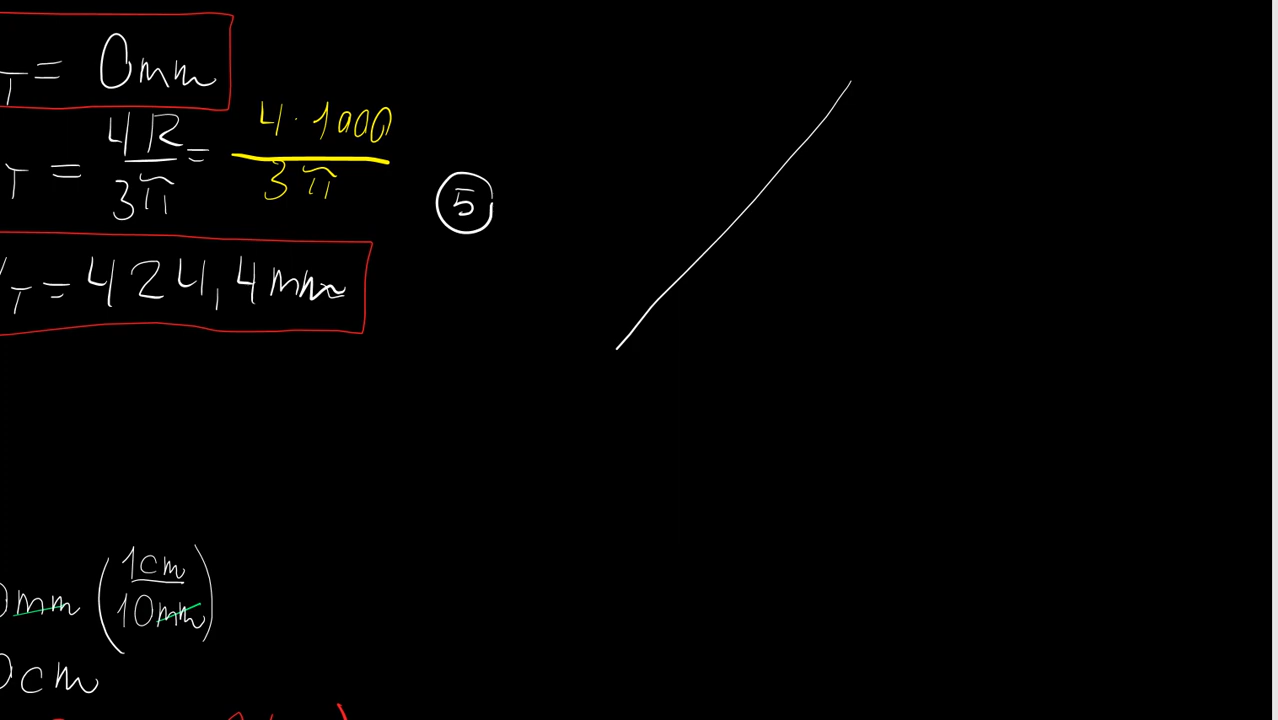 T = 0mm
T = 4R/3π = 4·1000/3π
T = 424,4mm
5
0mm (1cm/10mm)
0cm